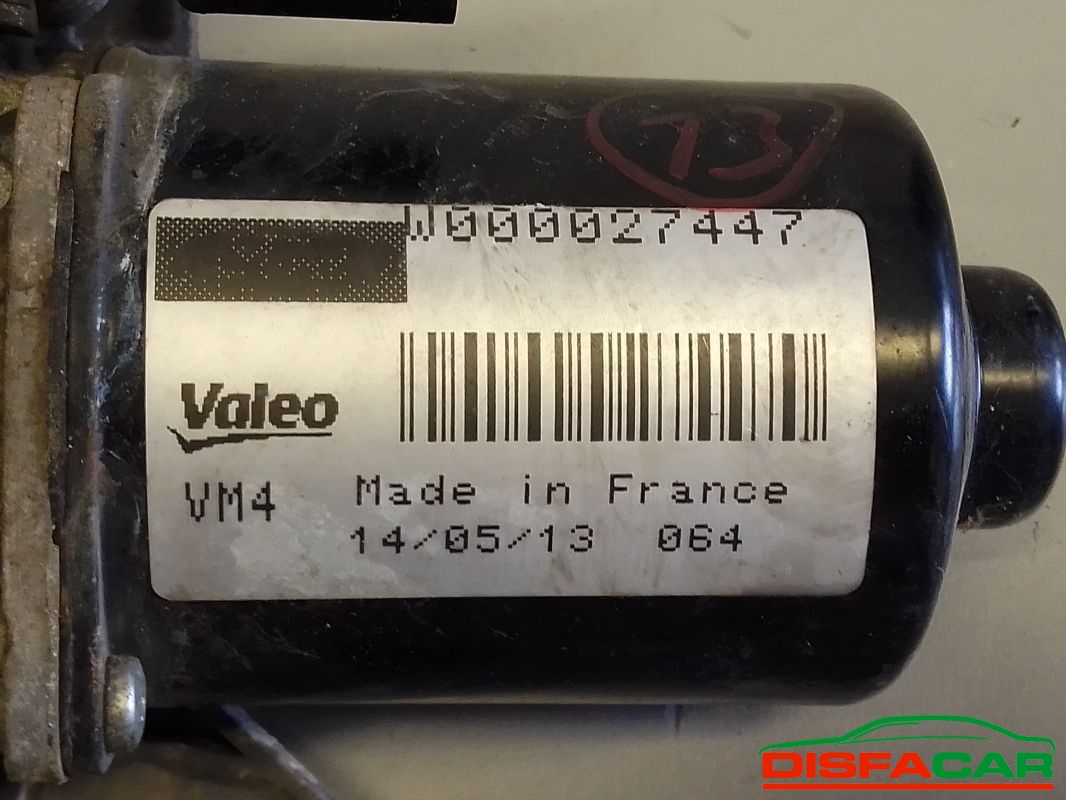 13
W000027447
Valeo
VM4 Made in France
14/05/13 064
DISFACAR